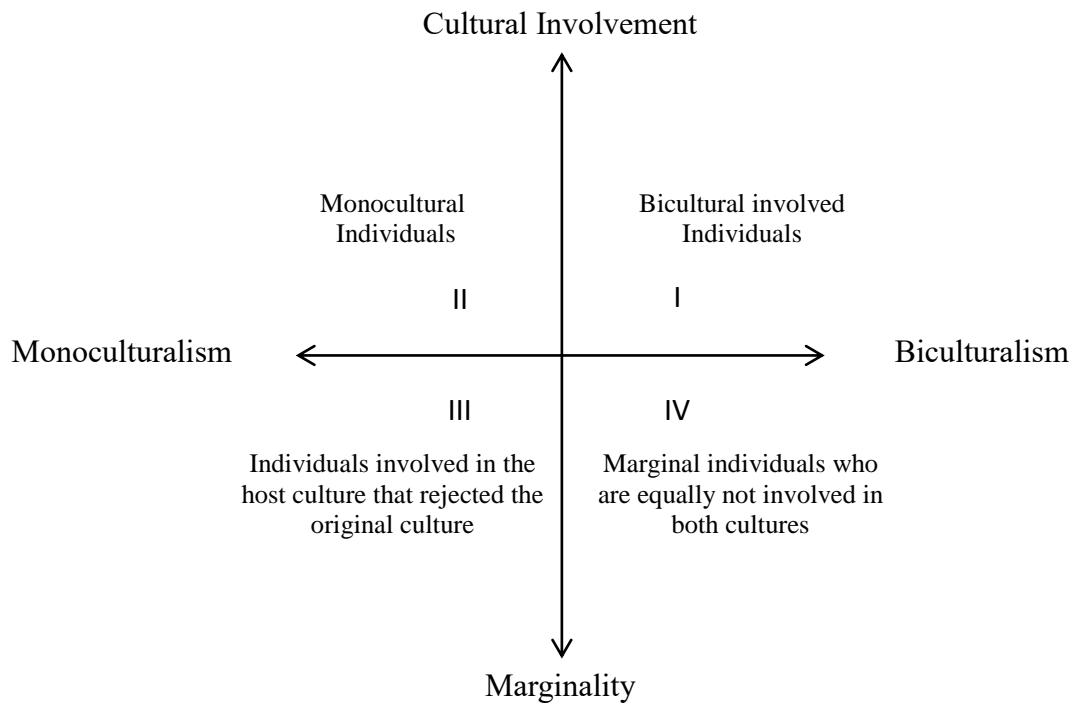 Cultural Involvement
Monocultural
Individuals
Bicultural involved
Individuals
II
I
Monoculturalism
Biculturalism
III
IV
Individuals involved in the
host culture that rejected the
original culture
Marginal individuals who
are equally not involved in
both cultures
Marginality